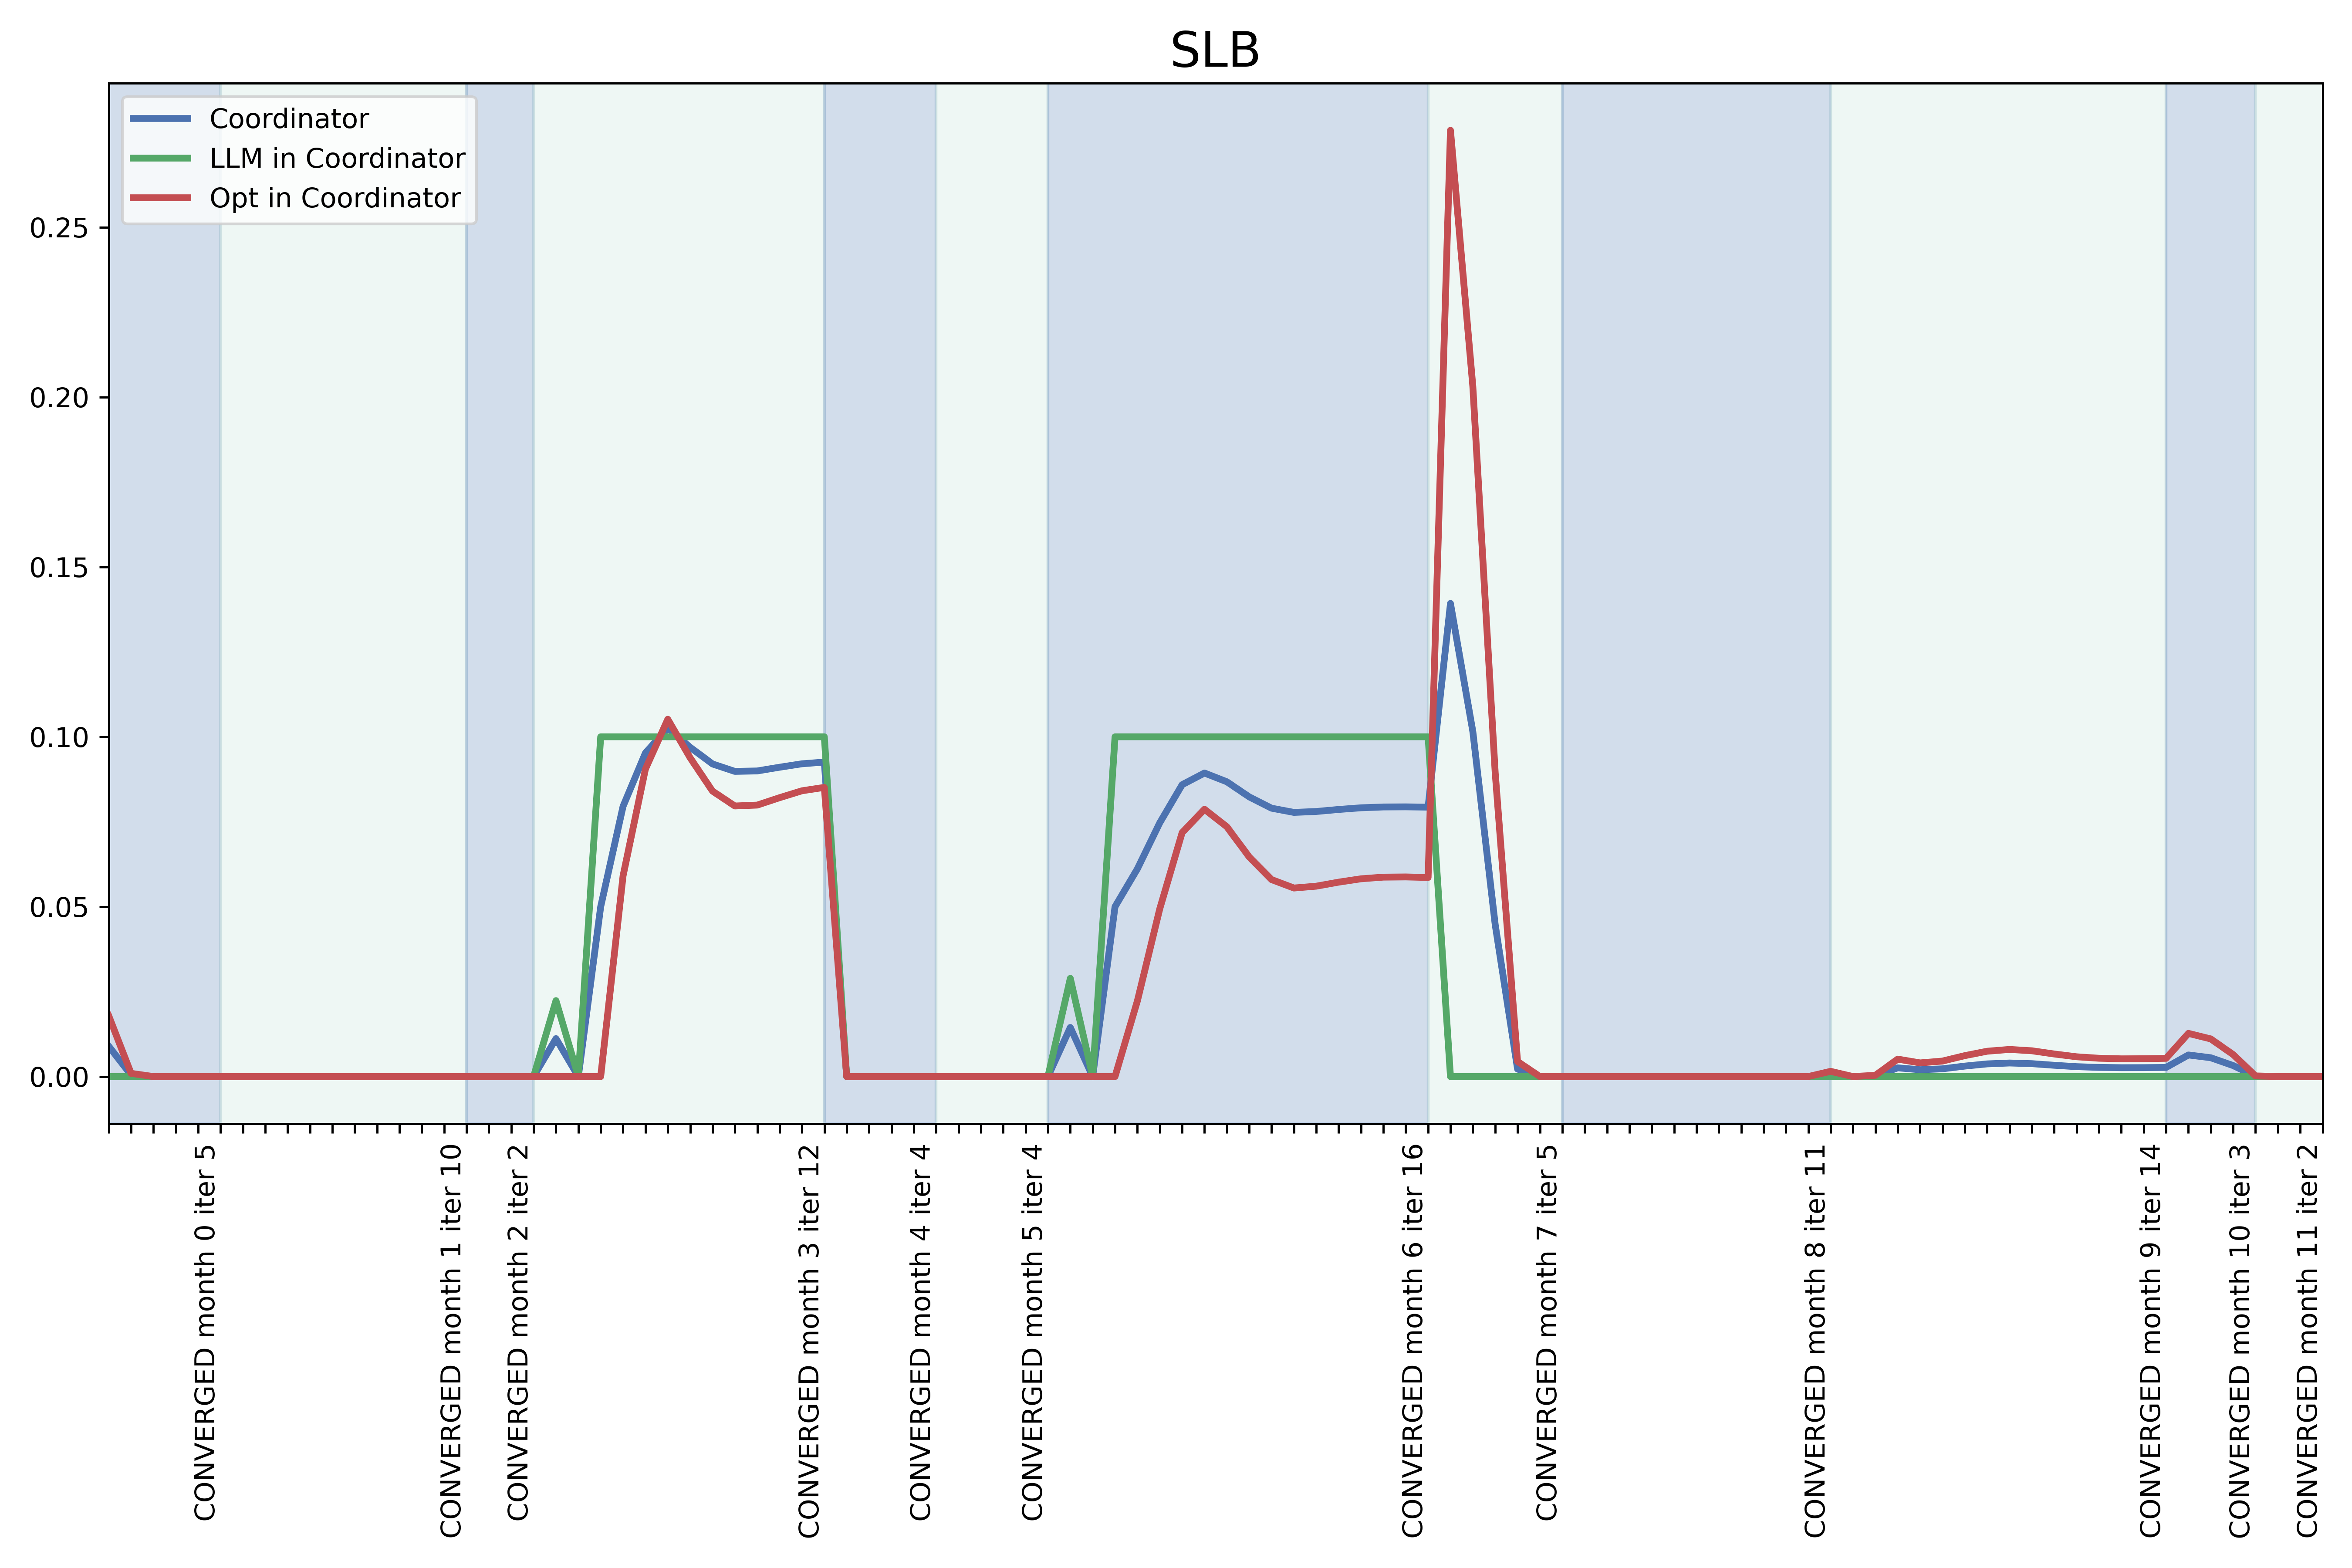 SLB
Coordinator
LLM in Coordinator
Opt in Coordinator
0.25
0.20
0.15
0.10
0.05
0.00
CONVERGED month 0 iter 5
CONVERGED month 1 iter 10
CONVERGED month 2 iter 2
CONVERGED month 3 iter 12
CONVERGED month 4 iter 4
CONVERGED month 5 iter 4
CONVERGED month 6 iter 16
CONVERGED month 7 iter 5
CONVERGED month 8 iter 11
CONVERGED month 9 iter 14
CONVERGED month 10 iter 3
CONVERGED month 11 iter 2